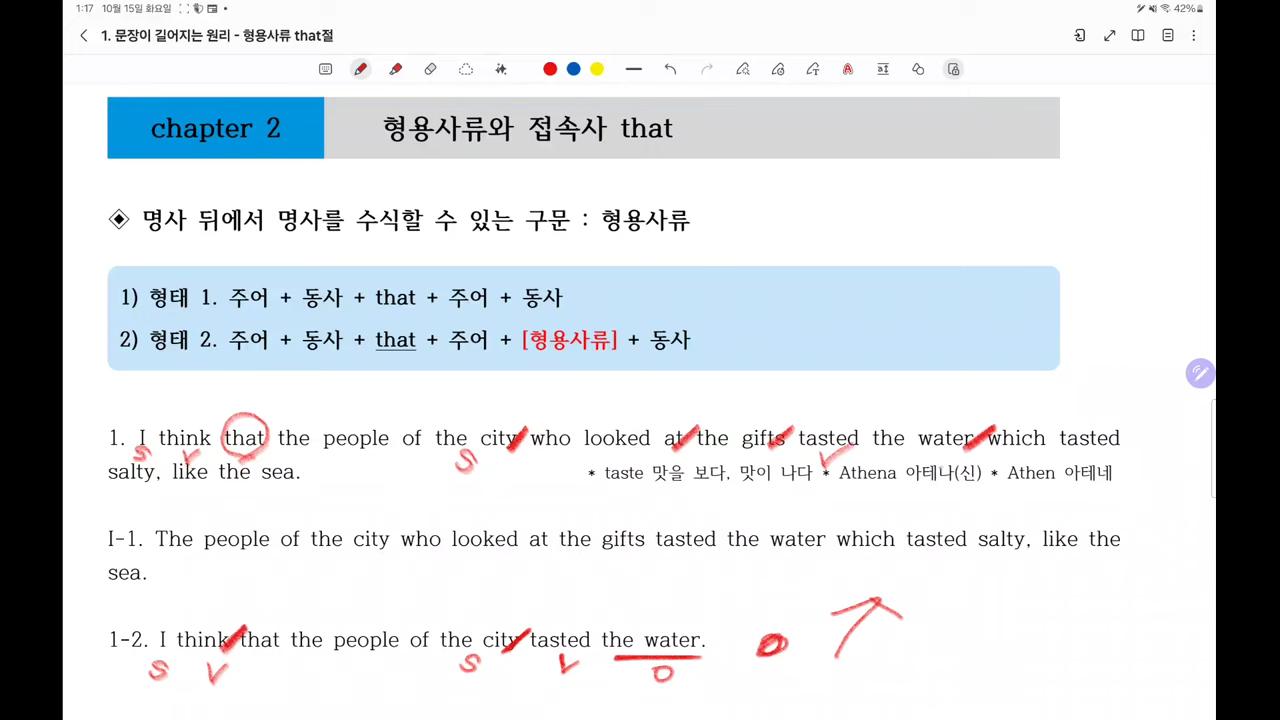 1:17 10월 15일 화요일 42%
1. 문장이 길어지는 원리 - 형용사류 that절
chapter 2 형용사류와 접속사 that
◈ 명사 뒤에서 명사를 수식할 수 있는 구문 : 형용사류
1) 형태 1. 주어 + 동사 + that + 주어 + 동사
2) 형태 2. 주어 + 동사 + that + 주어 + [형용사류] + 동사
1. I think that the people of the city who looked at the gifts tasted the water which tasted
S V S V
salty, like the sea. * taste 맛을 보다, 맛이 나다 * Athena 아테나(신) * Athen 아테네
I-1. The people of the city who looked at the gifts tasted the water which tasted salty, like the
sea.
1-2. I think that the people of the city tasted the water.
S V S V O